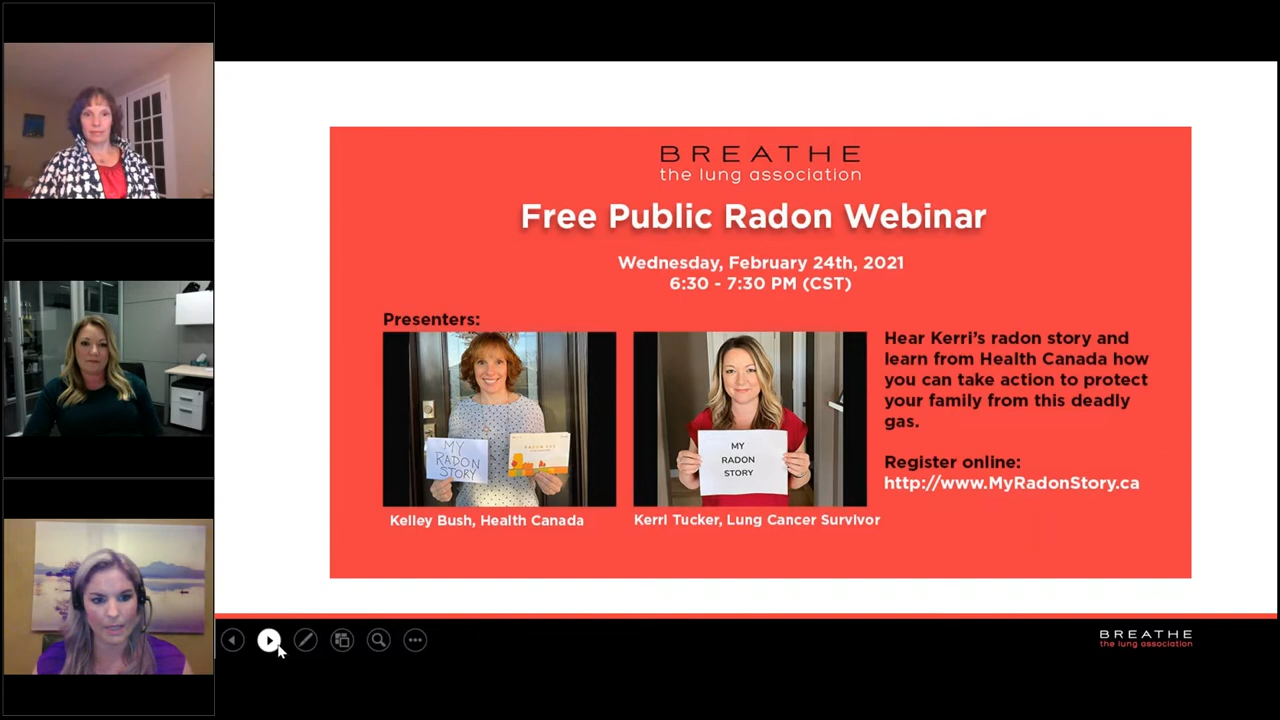 BREATHE
the lung association
Free Public Radon Webinar
Wednesday, February 24th, 2021
6:30 - 7:30 PM (CST)
Presenters:
MY
RADON
STORY
RADON
MY
RADON
STORY
Kelley Bush, Health Canada
Kerri Tucker, Lung Cancer Survivor
Hear Kerri's radon story and
learn from Health Canada how
you can take action to protect
your family from this deadly
gas.
Register online:
http://www.MyRadonStory.ca
BREATHE
the lung association